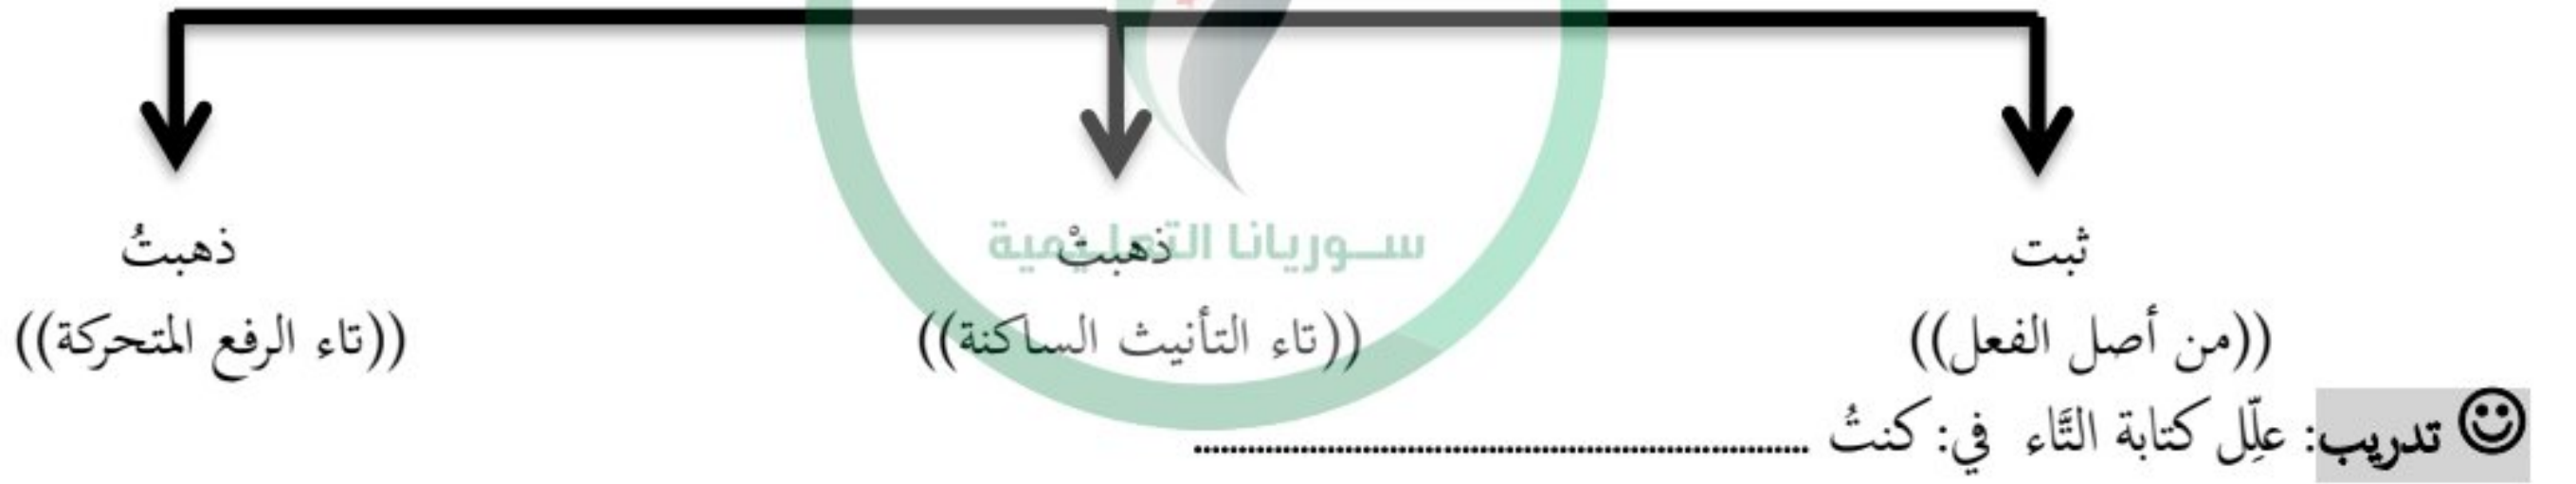 ثبت ذهبتْ ذهبتُ
سوريانا التعليمية
((من أصل الفعل)) ((تاء التأنيث الساكنة)) ((تاء الرفع المتحركة))
تدريب: علِّل كتابة التَّاء في: كنتُ ........................................................